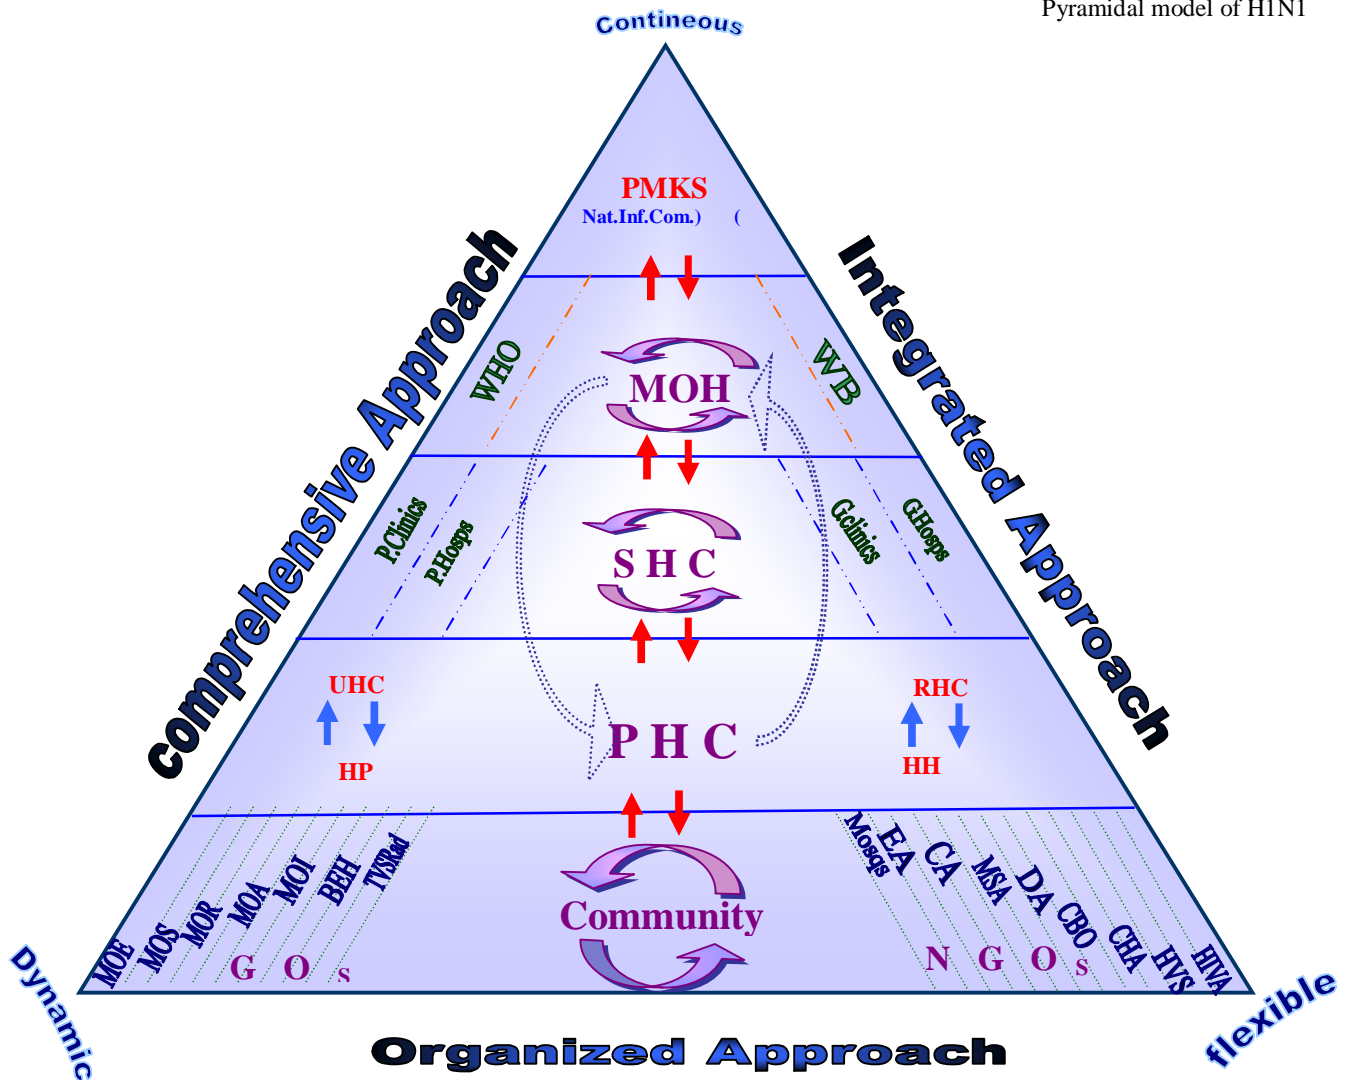 Pyramidal model of H1N1
Contineous
PMKS
Nat.Inf.Com.) (
comprehensive Approach
Integrated Approach
WHO
MOH
WB
P.Clinics
P.Hosps
S H C
G.clinics
G.Hosps
UHC
HP
P H C
RHC
HH
MOE
MOS
MOR
MOA
MOI
BEH
TVSRad
G O s
Community
Mosqs
EA
CA
MSA
DA
CBO
CHA
HVS
HIVA
N G O s
Dynamic
flexible
Organized Approach